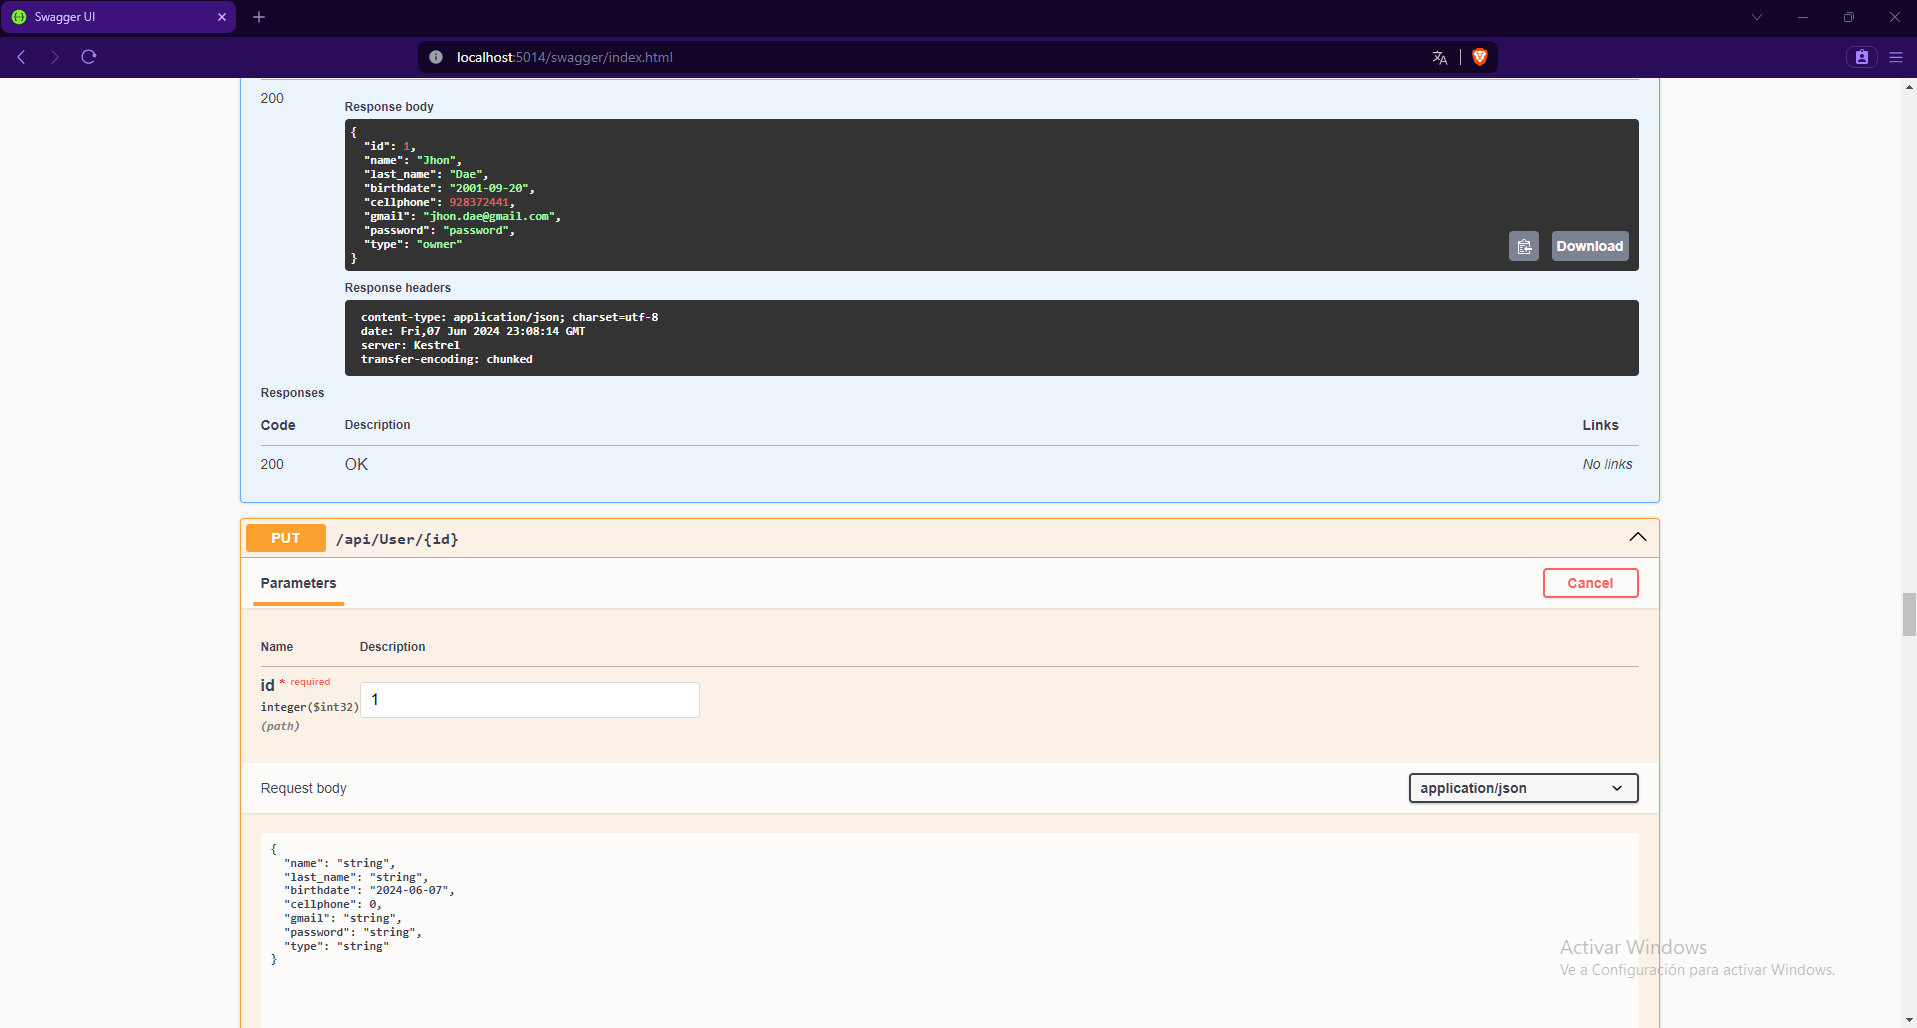 Swagger UI
localhost:5014/swagger/index.html
200
Response body
{
"id": 1,
"name": "Jhon",
"last_name": "Dae",
"birthdate": "2001-09-20",
"cellphone": 928372441,
"gmail": "jhon.dae@gmail.com",
"password": "password",
"type": "owner"
}
Download
Response headers
content-type: application/json; charset=utf-8
date: Fri,07 Jun 2024 23:08:14 GMT
server: Kestrel
transfer-encoding: chunked
Responses
Code Description Links
200 OK No links
PUT /api/User/{id}
Parameters Cancel
Name Description
id * required
integer($int32)
(path)
1
Request body application/json
{
"name": "string",
"last_name": "string",
"birthdate": "2024-06-07",
"cellphone": 0,
"gmail": "string",
"password": "string",
"type": "string"
}
Activar Windows
Ve a Configuración para activar Windows.